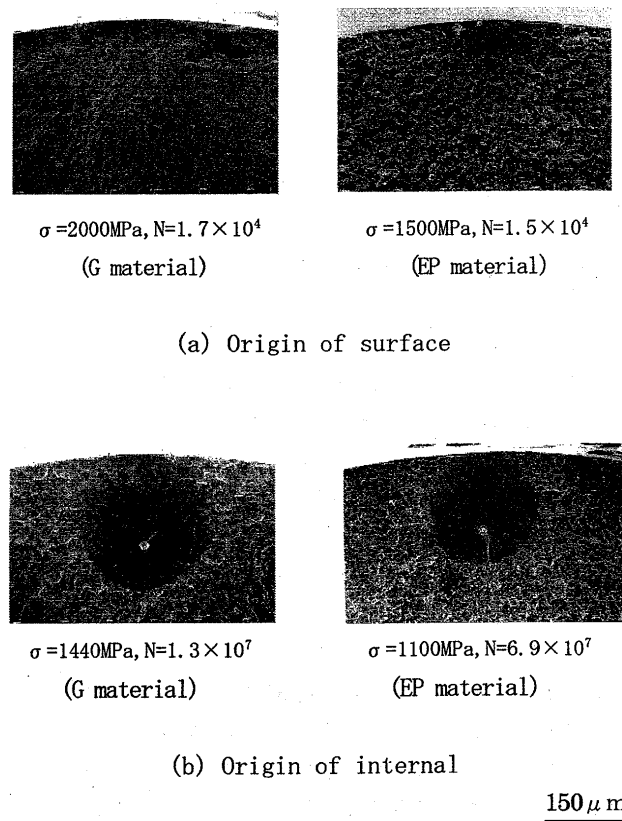 σ=2000MPa, N=1.7×10⁴ σ=1500MPa, N=1.5×10⁴
(G material) (EP material)
(a) Origin of surface
σ=1440MPa, N=1.3×10⁷ σ=1100MPa, N=6.9×10⁷
(G material) (EP material)
(b) Origin of internal
150μm